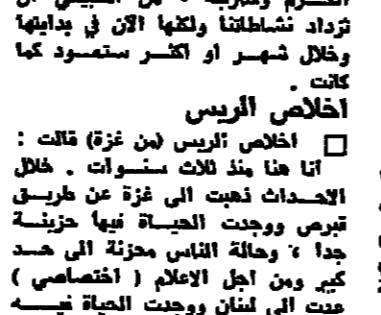 تزداد نشاطاتنا ولكنها الآن في بدايتها
وخلال شهر او اكثر ستعود كما
كانت .
اخلاص الريس
□ اخلاص الريس (من غزة) قالت :
أنا هنا منذ ثلاث سنوات . خلال
الاحداث ذهبت الى غزة عن طريق
قبرص ووجدت الحياة فيها حزينة
جدا ، وحالة الناس محزنة الى حد
كبير ومن اجل الاعلام ( اختصاصي )
عدت الى لبنان ووجدت الحياة فيه